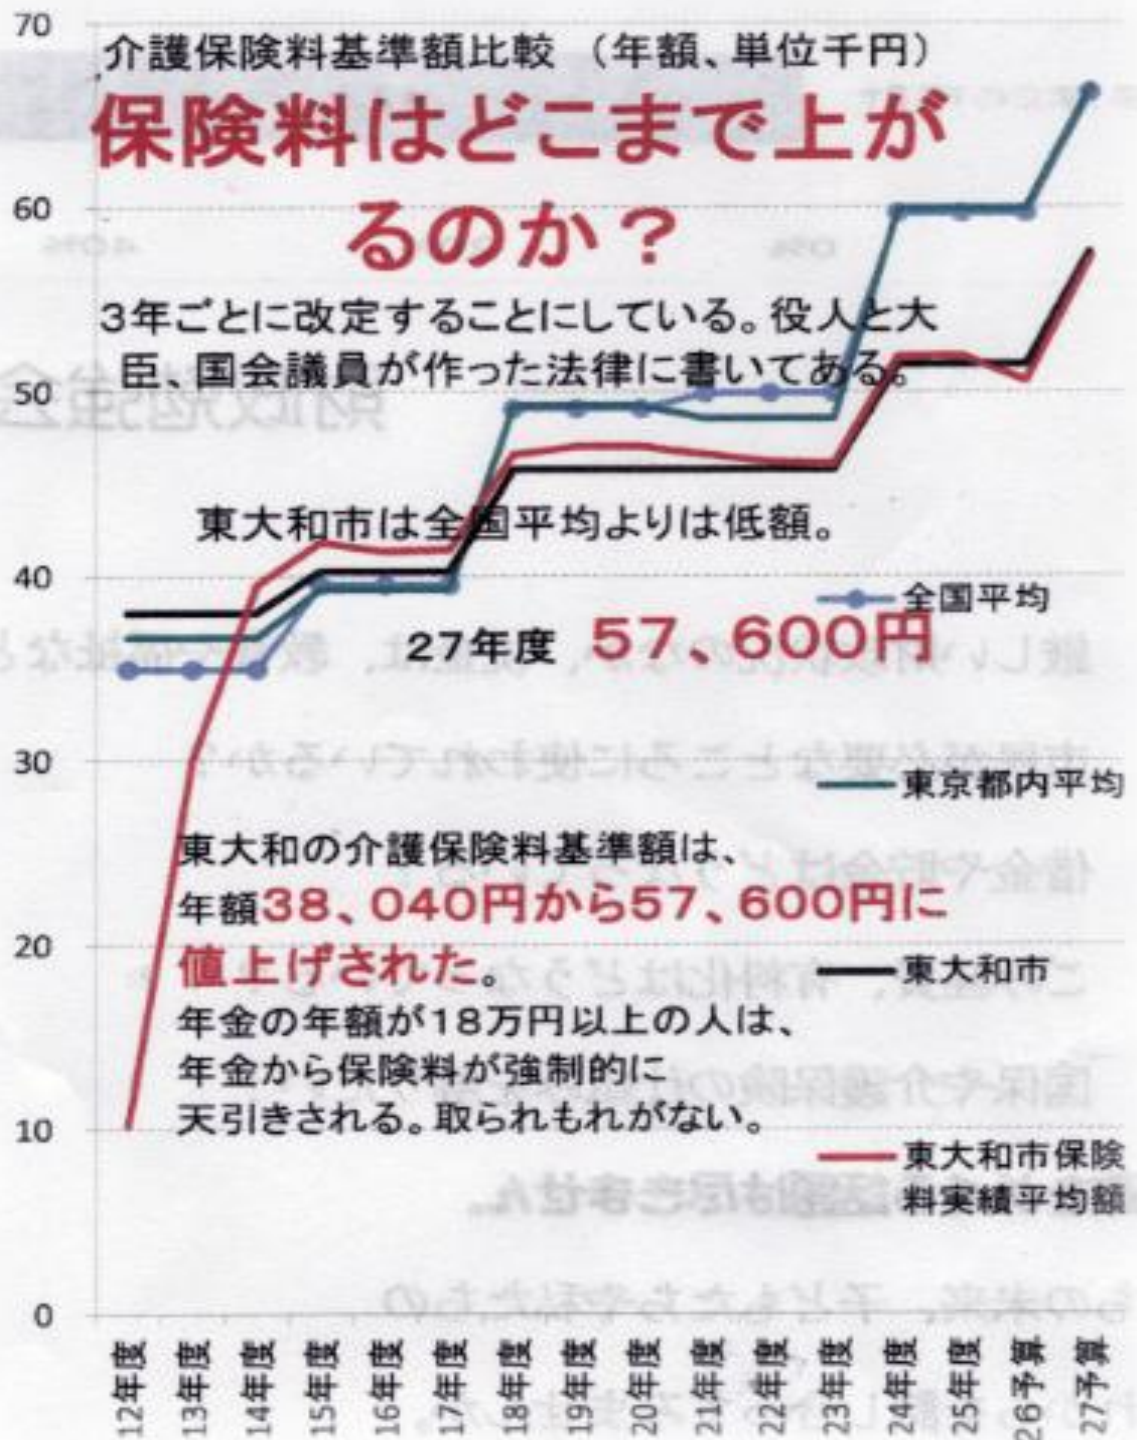 70
介護保険料基準額比較 （年額、単位千円）
保険料はどこまで上が
るのか？
60
3年ごとに改定することにしている。役人と大
臣、国会議員が作った法律に書いてある。
50
東大和市は全国平均よりは低額。
40
全国平均
27年度 57、600円
30
東京都内平均
東大和の介護保険料基準額は、
年額38、040円から57、600円に
20
値上げされた。
東大和市
年金の年額が18万円以上の人は、
年金から保険料が強制的に
天引きされる。取られもれがない。
10
東大和市保険
料実績平均額
0
12年度
13年度
14年度
15年度
16年度
17年度
18年度
19年度
20年度
21年度
22年度
23年度
24年度
25年度
26予算
27予算